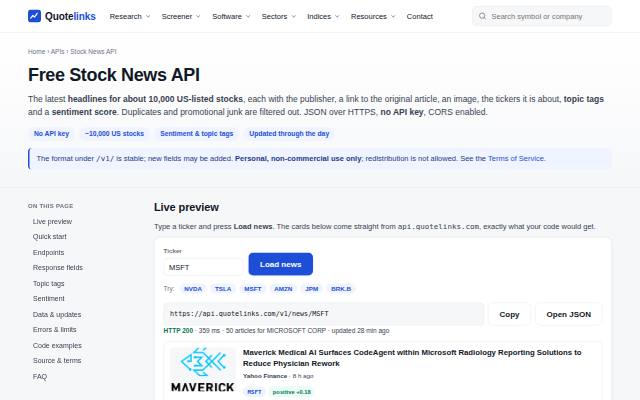 Quotelinks
Research
Screener
Software
Sectors
Indices
Resources
Contact
Search symbol or company
Home › APIs › Stock News API
Free Stock News API
The latest headlines for about 10,000 US-listed stocks, each with the publisher, a link to the original article, an image, the tickers it is about, topic tags
and a sentiment score. Duplicates and promotional junk are filtered out. JSON over HTTPS, no API key, CORS enabled.
No API key
~10,000 US stocks
Sentiment & topic tags
Updated through the day
The format under /v1/ is stable; new fields may be added. Personal, non-commercial use only; redistribution is not allowed. See the Terms of Service.
ON THIS PAGE
Live preview
Quick start
Endpoints
Response fields
Topic tags
Sentiment
Data & updates
Errors & limits
Code examples
Source & terms
FAQ
Live preview
Type a ticker and press Load news. The cards below come straight from api.quotelinks.com, exactly what your code would get.
Ticker
MSFT
Load news
Try:
NVDA
TSLA
MSFT
AMZN
JPM
BRK.B
https://api.quotelinks.com/v1/news/MSFT
Copy
Open JSON
HTTP 200 · 359 ms · 50 articles for MICROSOFT CORP · updated 28 min ago
MAVERICK
Maverick Medical AI Surfaces CodeAgent within Microsoft Radiology Reporting Solutions to
Reduce Physician Rework
Yahoo Finance · 8 h ago
MSFT
positive +0.18